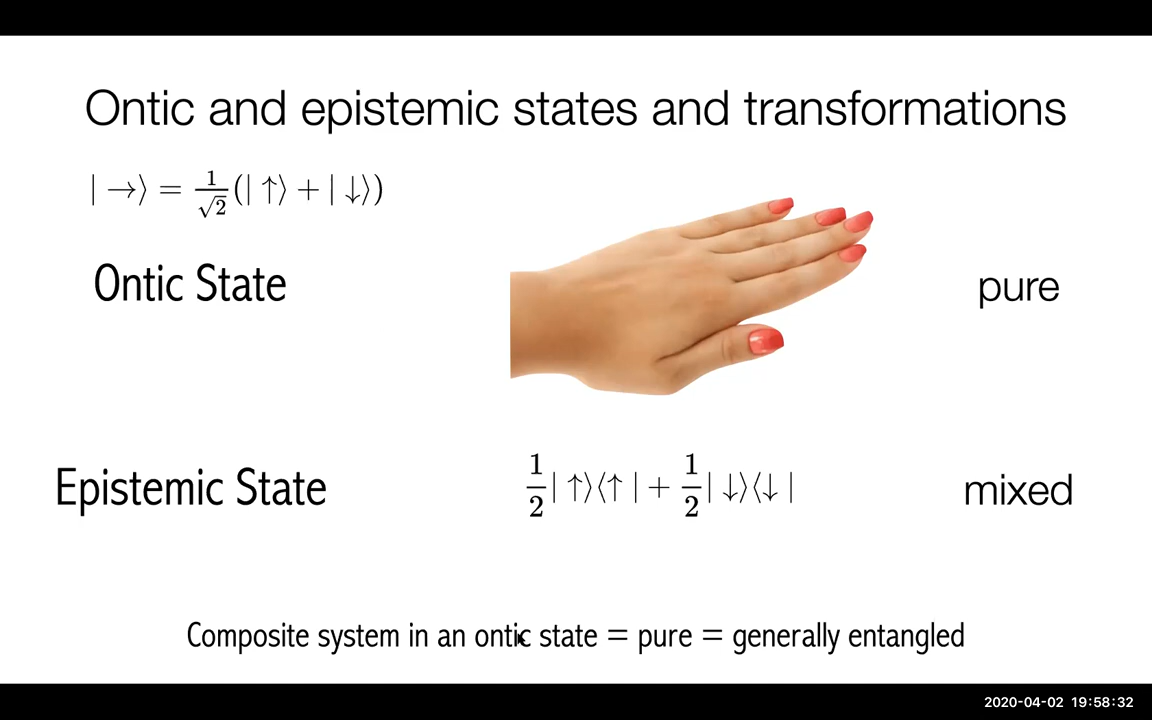 Ontic and epistemic states and transformations
| →⟩ = 1/√2 (| ↑⟩ + | ↓⟩)
Ontic State
pure
Epistemic State
1/2 | ↑⟩⟨↑ | + 1/2 | ↓⟩⟨↓ |
mixed
Composite system in an ontic state = pure = generally entangled
2020-04-02 19:58:32